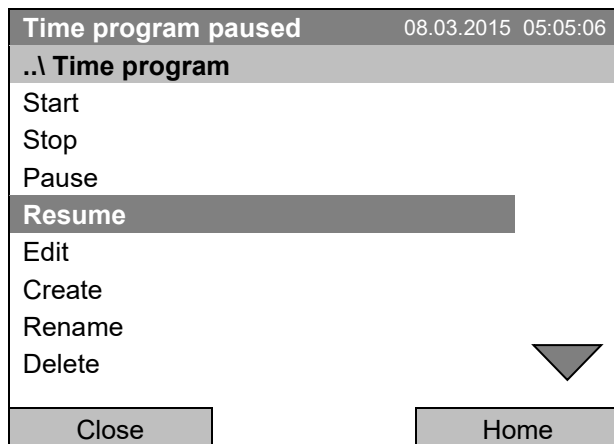 Time program paused 08.03.2015 05:05:06
..\ Time program
Start
Stop
Pause
Resume
Edit
Create
Rename
Delete
Close Home